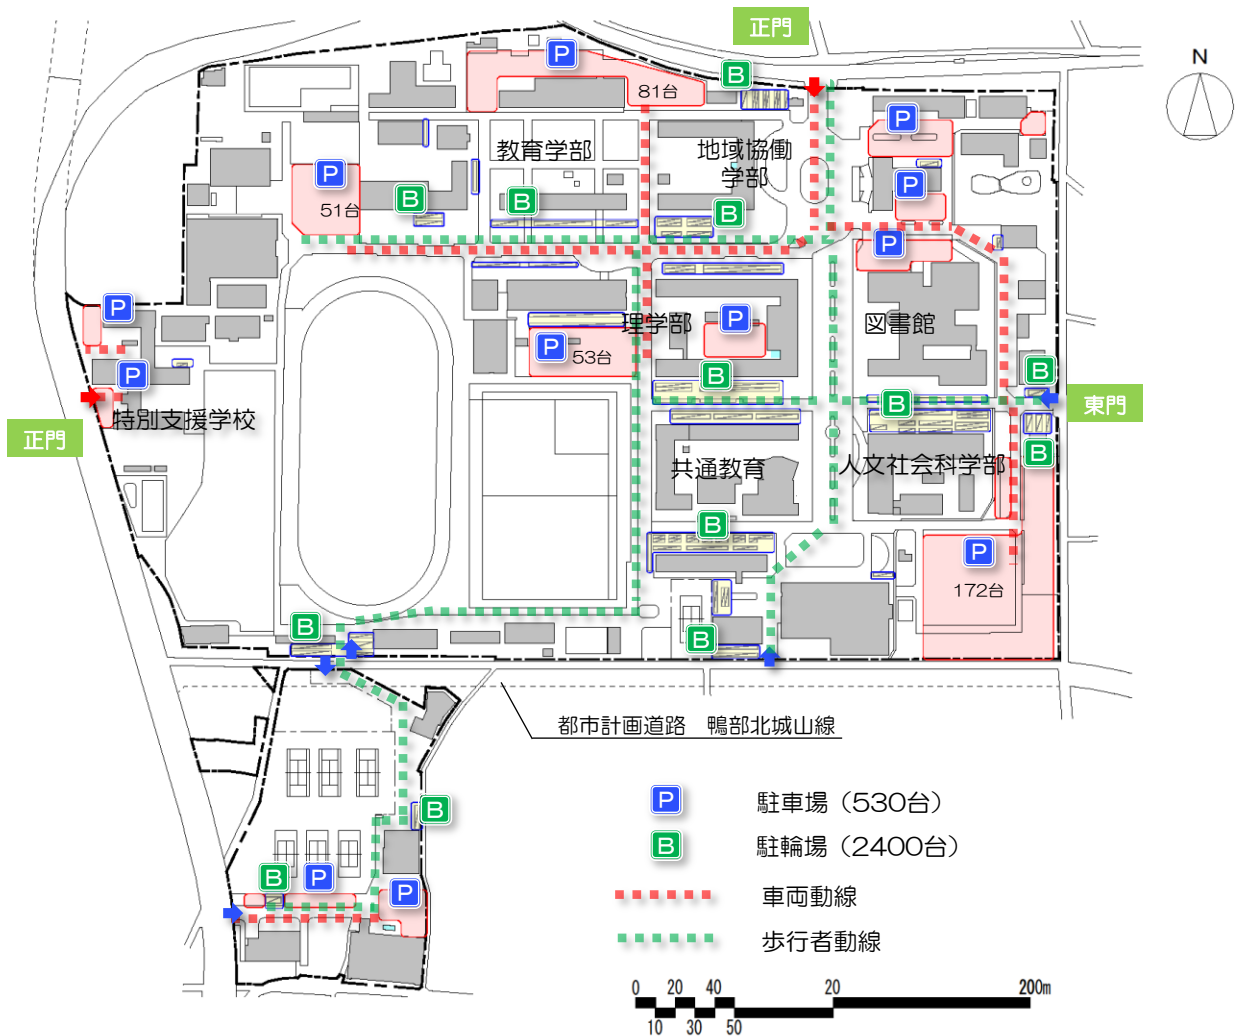 正門
N
P
B
81台
P
教育学部
地域協働
学部
P
51台
B
B
B
P
P
P
理学部
P
図書館
P
53台
P
P
特別支援学校
正門
B
B
B
東門
共通教育
人文社会科学部
B
B
P
172台
B
B
都市計画道路 鴨部北城山線
P 駐車場（530台）
B 駐輪場（2400台）
車両動線
歩行者動線
B
B
P
P
0 20 40 20 200m
10 30 50